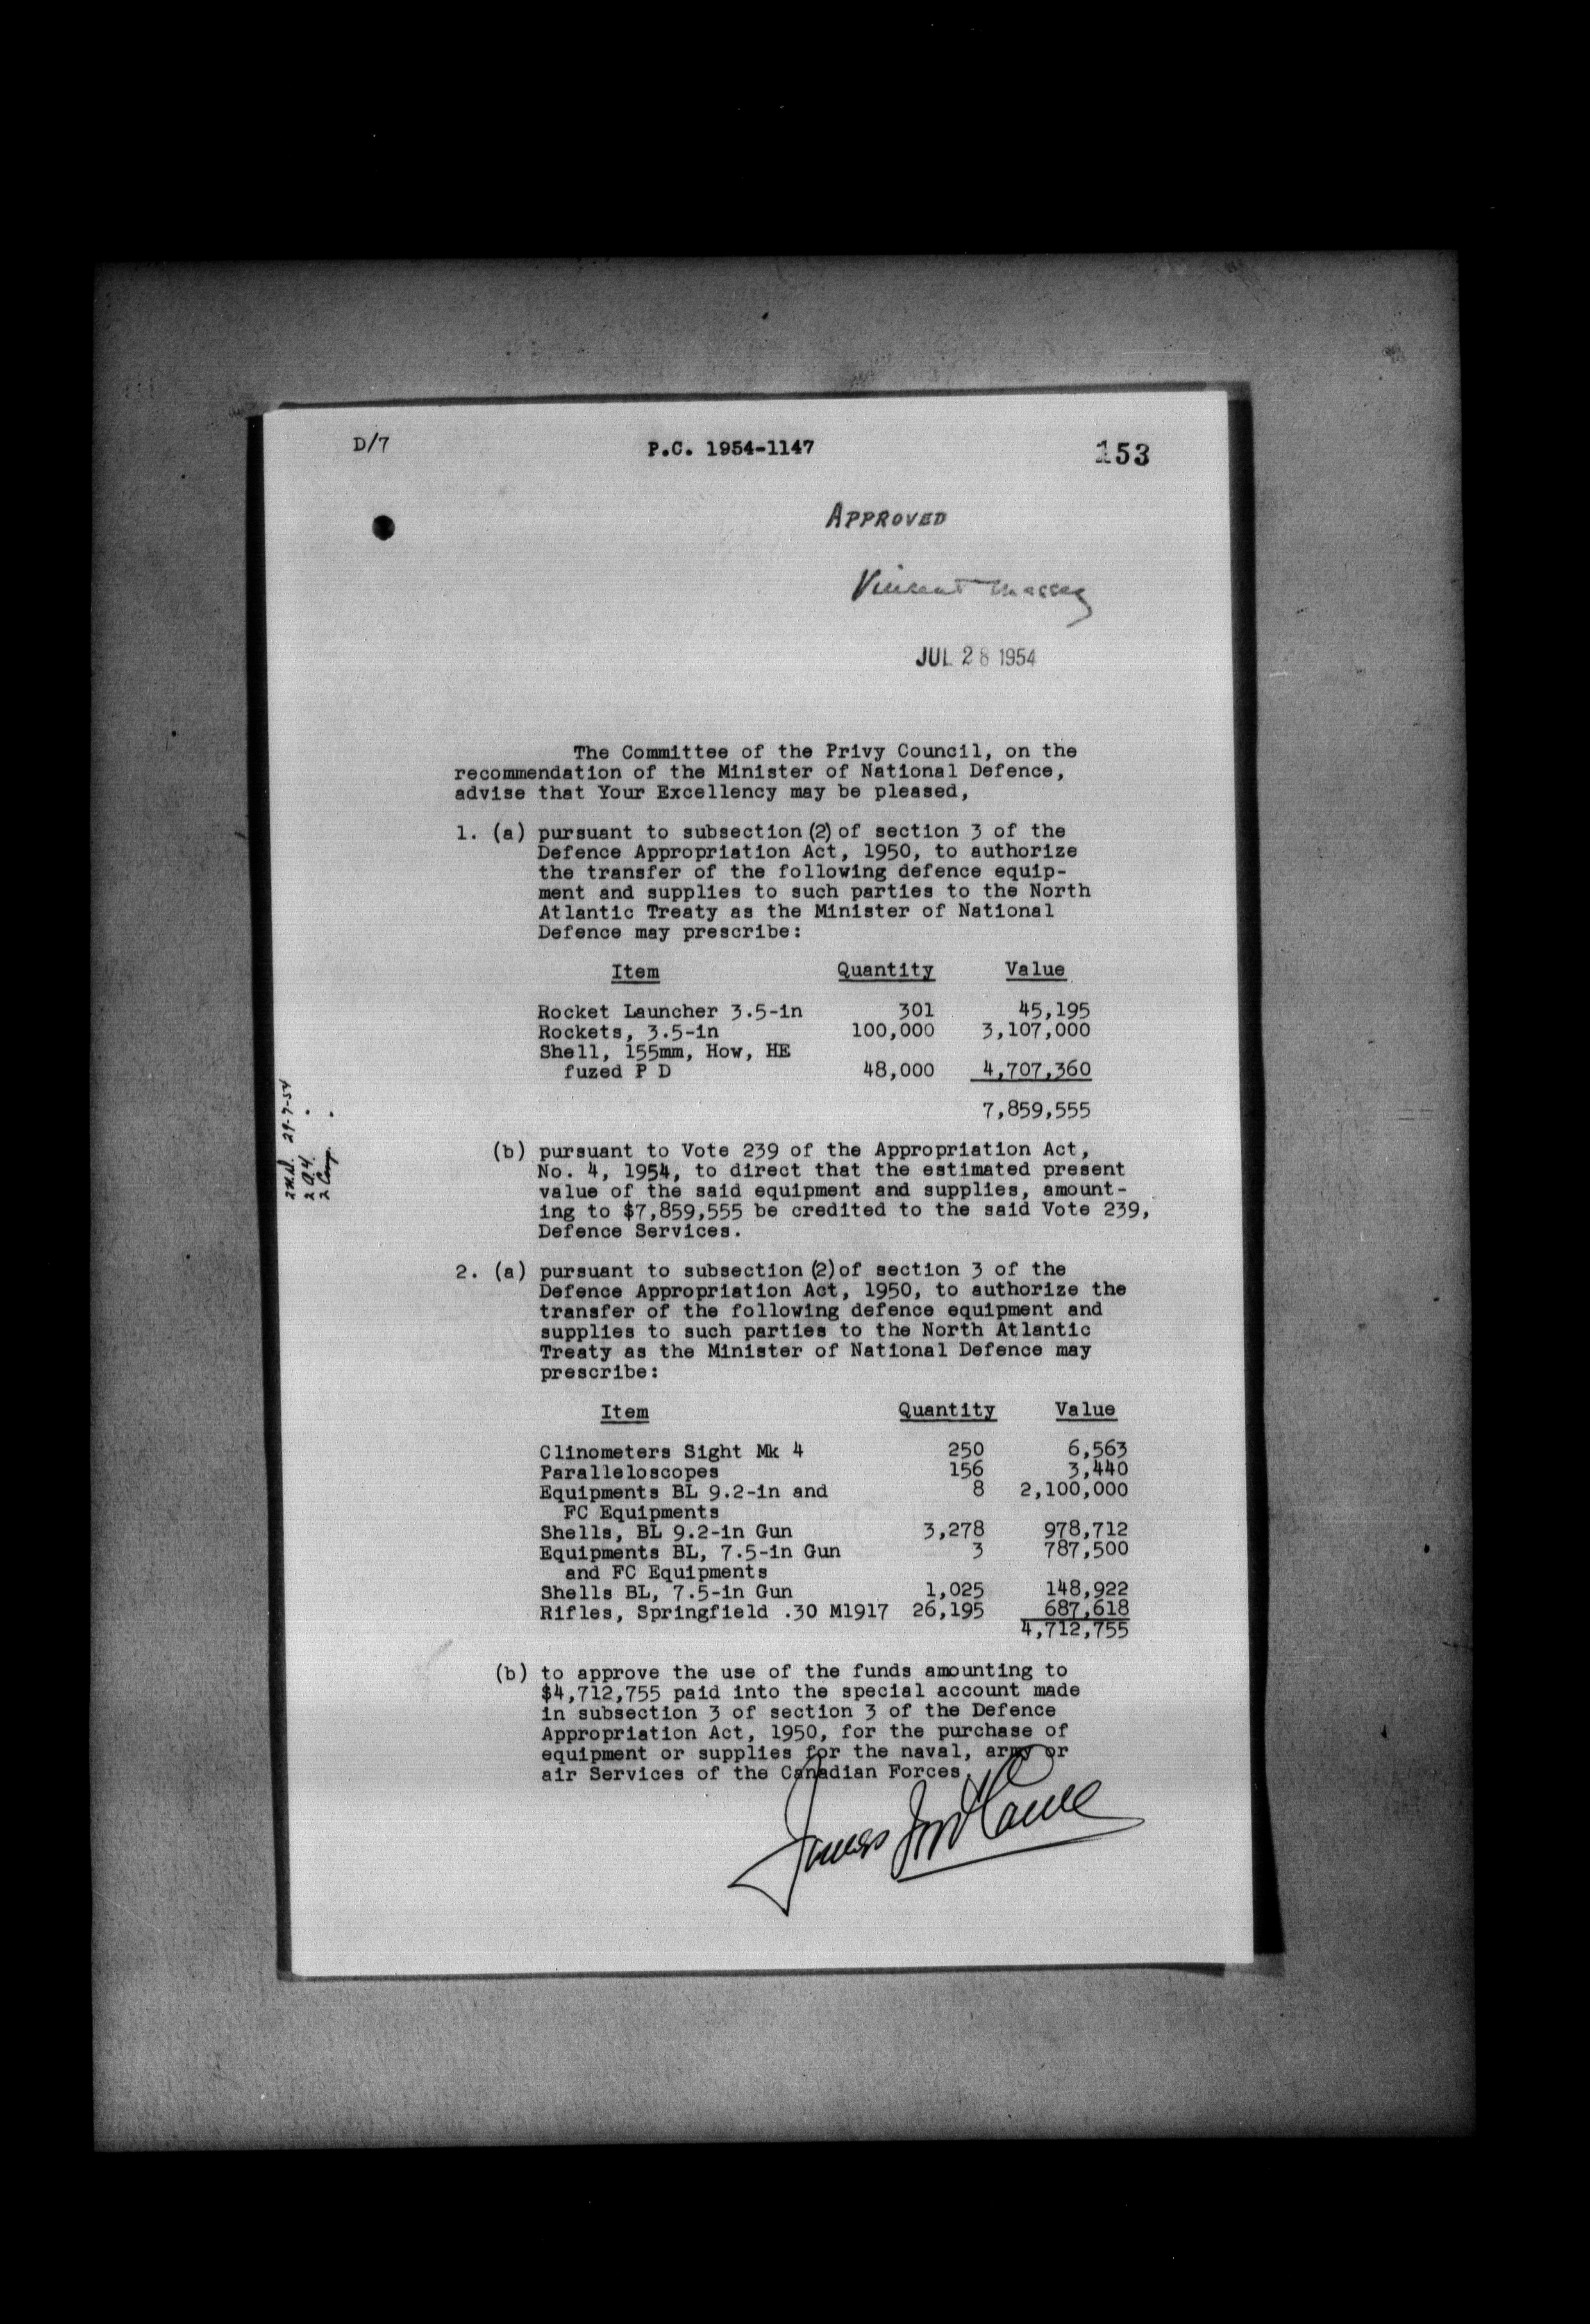 D/7 P.C. 1954-1147 153
APPROVED
Vincent Massey
JUL 28 1954
The Committee of the Privy Council, on the
recommendation of the Minister of National Defence,
advise that Your Excellency may be pleased,
1. (a) pursuant to subsection (2) of section 3 of the
Defence Appropriation Act, 1950, to authorize
the transfer of the following defence equip-
ment and supplies to such parties to the North
Atlantic Treaty as the Minister of National
Defence may prescribe:
Item Quantity Value
Rocket Launcher 3.5-in 301 45,195
Rockets, 3.5-in 100,000 3,107,000
Shell, 155mm, How, HE
fuzed P D 48,000 4,707,360
7,859,555
(b) pursuant to Vote 239 of the Appropriation Act,
No. 4, 1954, to direct that the estimated present
value of the said equipment and supplies, amount-
ing to $7,859,555 be credited to the said Vote 239,
Defence Services.
2. (a) pursuant to subsection (2) of section 3 of the
Defence Appropriation Act, 1950, to authorize the
transfer of the following defence equipment and
supplies to such parties to the North Atlantic
Treaty as the Minister of National Defence may
prescribe:
Item Quantity Value
Clinometers Sight Mk 4 250 6,563
Paralleloscopes 156 3,440
Equipments BL 9.2-in and 8 2,100,000
FC Equipments
Shells, BL 9.2-in Gun 3,278 978,712
Equipments BL, 7.5-in Gun 3 787,500
and FC Equipments
Shells BL, 7.5-in Gun 1,025 148,922
Rifles, Springfield .30 M1917 26,195 687,618
4,712,755
(b) to approve the use of the funds amounting to
$4,712,755 paid into the special account made
in subsection 3 of section 3 of the Defence
Appropriation Act, 1950, for the purchase of
equipment or supplies for the naval, army or
air Services of the Canadian Forces.
29-7-54